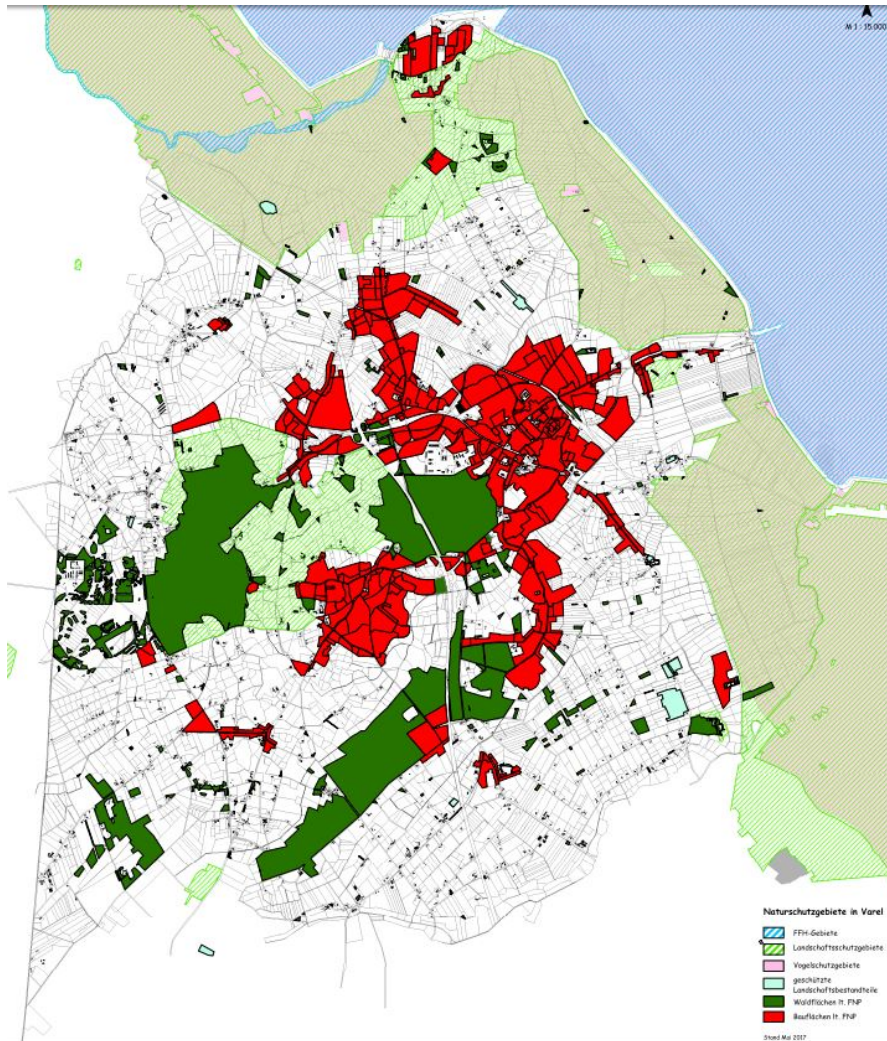 M 1 : 15.000
Naturschutzgebiete in Varel
FFH-Gebiete
Landschaftsschutzgebiete
Vogelschutzgebiete
geschützte
Landschaftsbestandteile
Waldflächen lt. FNP
Bauflächen lt. FNP
Stand Mai 2017